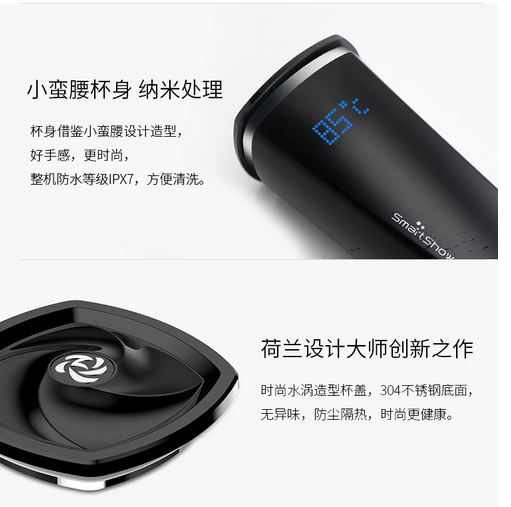 小蛮腰杯身 纳米处理
杯身借鉴小蛮腰设计造型，
好手感，更时尚，
整机防水等级IPX7，方便清洗。
85°C
SmartShow
荷兰设计大师创新之作
时尚水涡造型杯盖，304不锈钢底面，
无异味，防尘隔热，时尚更健康。